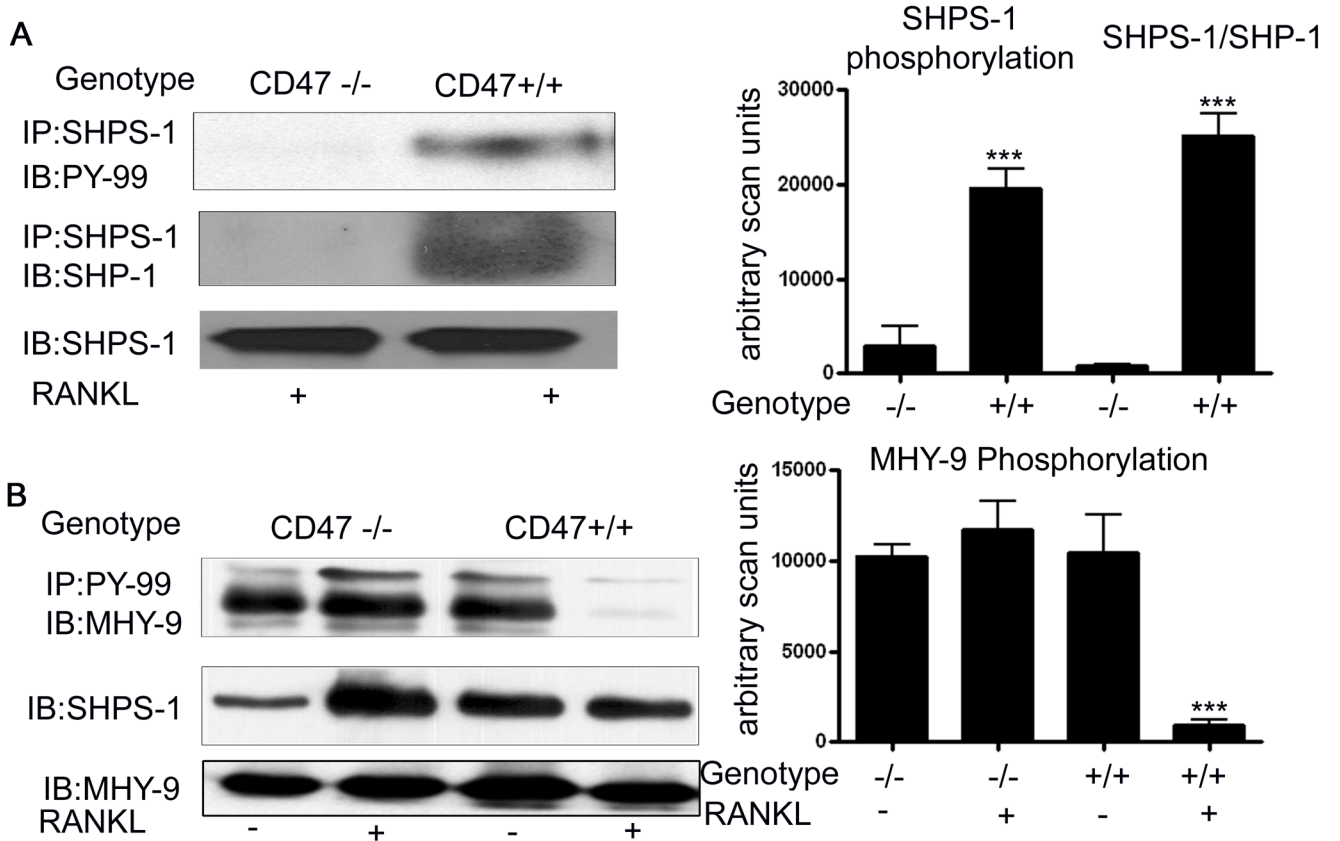 A
Genotype CD47 -/- CD47+/+
IP:SHPS-1
IB:PY-99
IP:SHPS-1
IB:SHP-1
IB:SHPS-1
RANKL + +
SHPS-1
phosphorylation
SHPS-1/SHP-1
arbitrary scan units
30000
20000
10000
0
***
***
Genotype -/- +/+ -/- +/+
B
Genotype CD47 -/- CD47+/+
IP:PY-99
IB:MHY-9
IB:SHPS-1
IB:MHY-9
RANKL - + - +
MHY-9 Phosphorylation
arbitrary scan units
15000
10000
5000
0
***
Genotype -/- -/- +/+ +/+
RANKL - + - +